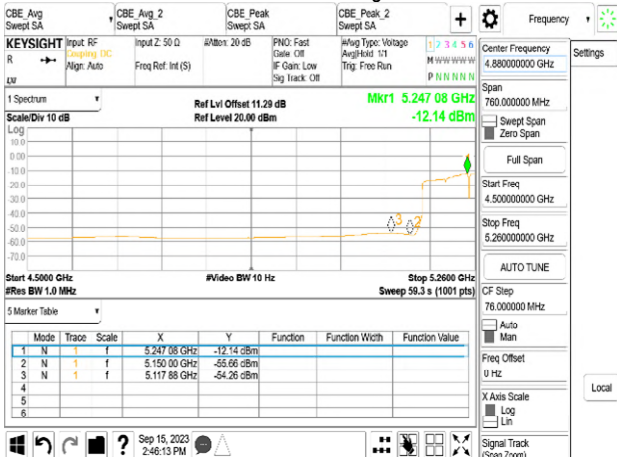 CBE_Avg
Swept SA
CBE_Avg_2
Swept SA
CBE_Peak
Swept SA
CBE_Peak_2
Swept SA
+
Frequency
KEYSIGHT
Input: RF
Coupling: DC
Align: Auto
Input Z: 50 Ω
Freq Ref: Int (S)
#Atten: 20 dB
PNO: Fast
Gate: Off
IF Gain: Low
Sig Track: Off
#Avg Type: Voltage
Avg|Hold: 1/1
Trig: Free Run
1 2 3 4 5 6
M W W W W W
P N N N N N
R
LXI
Center Frequency
4.880000000 GHz
Settings
Span
760.000000 MHz
Swept Span
Zero Span
Full Span
Start Freq
4.500000000 GHz
Stop Freq
5.260000000 GHz
AUTO TUNE
CF Step
76.000000 MHz
Auto
Man
Freq Offset
0 Hz
X Axis Scale
Log
Lin
Local
Signal Track
(Span Zoom)
1 Spectrum
Scale/Div 10 dB
Ref Lvl Offset 11.29 dB
Ref Level 20.00 dBm
Mkr1 5.247 08 GHz
-12.14 dBm
Log
10.0
0.00
-10.0
-20.0
-30.0
-40.0
-50.0
-60.0
-70.0
3
2
Start 4.5000 GHz
#Res BW 1.0 MHz
#Video BW 10 Hz
Stop 5.2600 GHz
Sweep 59.3 s (1001 pts)
5 Marker Table
Mode Trace Scale X Y Function Function Width Function Value
1 N 1 f 5.247 08 GHz -12.14 dBm
2 N 1 f 5.150 00 GHz -55.66 dBm
3 N 1 f 5.117 88 GHz -54.26 dBm
4
5
6
?
Sep 15, 2023
2:46:13 PM